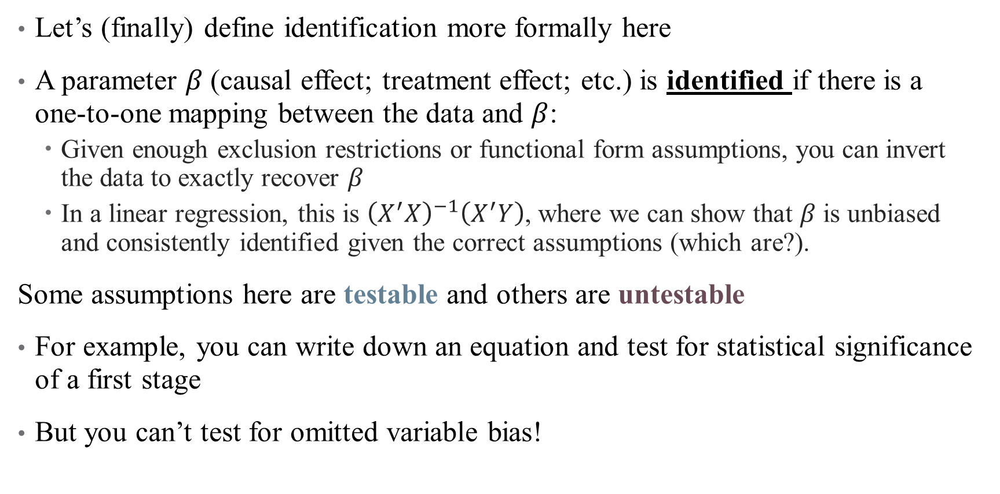 • Let’s (finally) define identification more formally here
• A parameter 𝛽 (causal effect; treatment effect; etc.) is identified if there is a
one-to-one mapping between the data and 𝛽:
• Given enough exclusion restrictions or functional form assumptions, you can invert
the data to exactly recover 𝛽
• In a linear regression, this is (𝑋′𝑋)⁻¹(𝑋′𝑌), where we can show that 𝛽 is unbiased
and consistently identified given the correct assumptions (which are?).
Some assumptions here are testable and others are untestable
• For example, you can write down an equation and test for statistical significance
of a first stage
• But you can’t test for omitted variable bias!